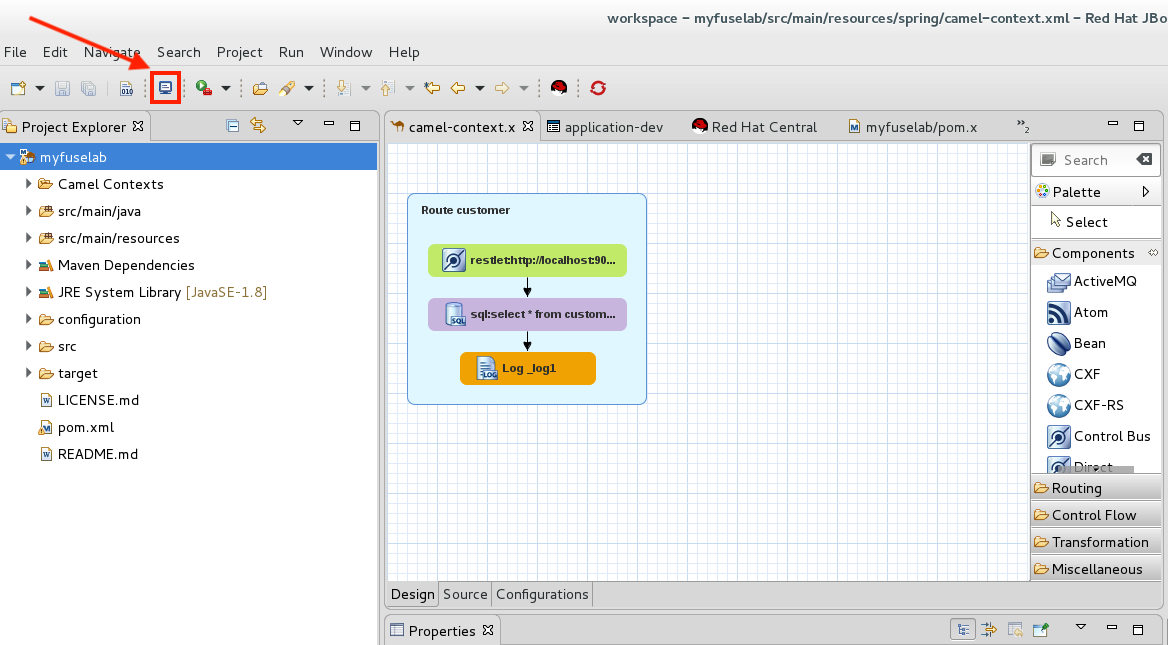 workspace – myfuselab/src/main/resources/spring/camel-context.xml – Red Hat JBo
File Edit Navigate Search Project Run Window Help
010
Project Explorer
myfuselab
Camel Contexts
src/main/java
src/main/resources
Maven Dependencies
JRE System Library [JavaSE-1.8]
configuration
src
target
LICENSE.md
pom.xml
README.md
camel-context.x application-dev Red Hat Central myfuselab/pom.x »2
Route customer
restlet:http://localhost:90...
SQL sql:select * from custom...
LOG Log _log1
Search
Palette
Select
Components
ActiveMQ
Atom
Bean
CXF
CXF-RS
Control Bus
Direct
Routing
Control Flow
Transformation
Miscellaneous
Design Source Configurations
Properties